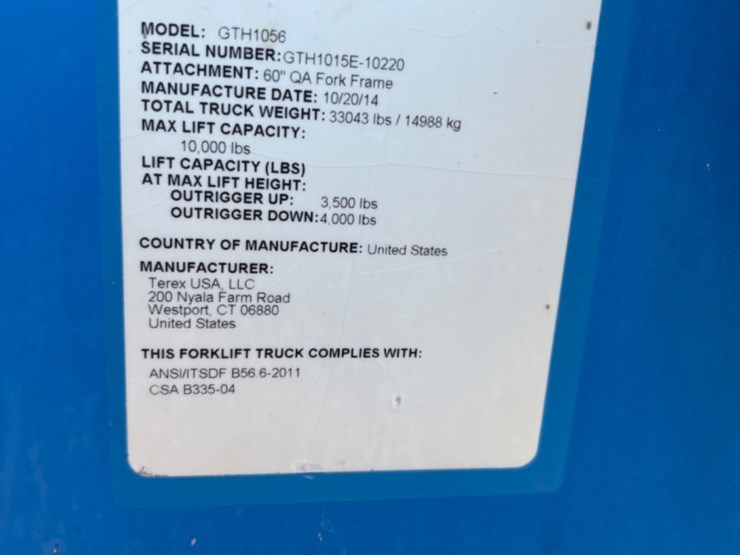 MODEL: GTH1056
SERIAL NUMBER: GTH1015E-10220
ATTACHMENT: 60" QA Fork Frame
MANUFACTURE DATE: 10/20/14
TOTAL TRUCK WEIGHT: 33043 lbs / 14988 kg
MAX LIFT CAPACITY:
10,000 lbs
LIFT CAPACITY (LBS)
AT MAX LIFT HEIGHT:
OUTRIGGER UP: 3,500 lbs
OUTRIGGER DOWN: 4,000 lbs
COUNTRY OF MANUFACTURE: United States
MANUFACTURER:
Terex USA, LLC
200 Nyala Farm Road
Westport, CT 06880
United States
THIS FORKLIFT TRUCK COMPLIES WITH:
ANSI/ITSDF B56 6-2011
CSA B335-04